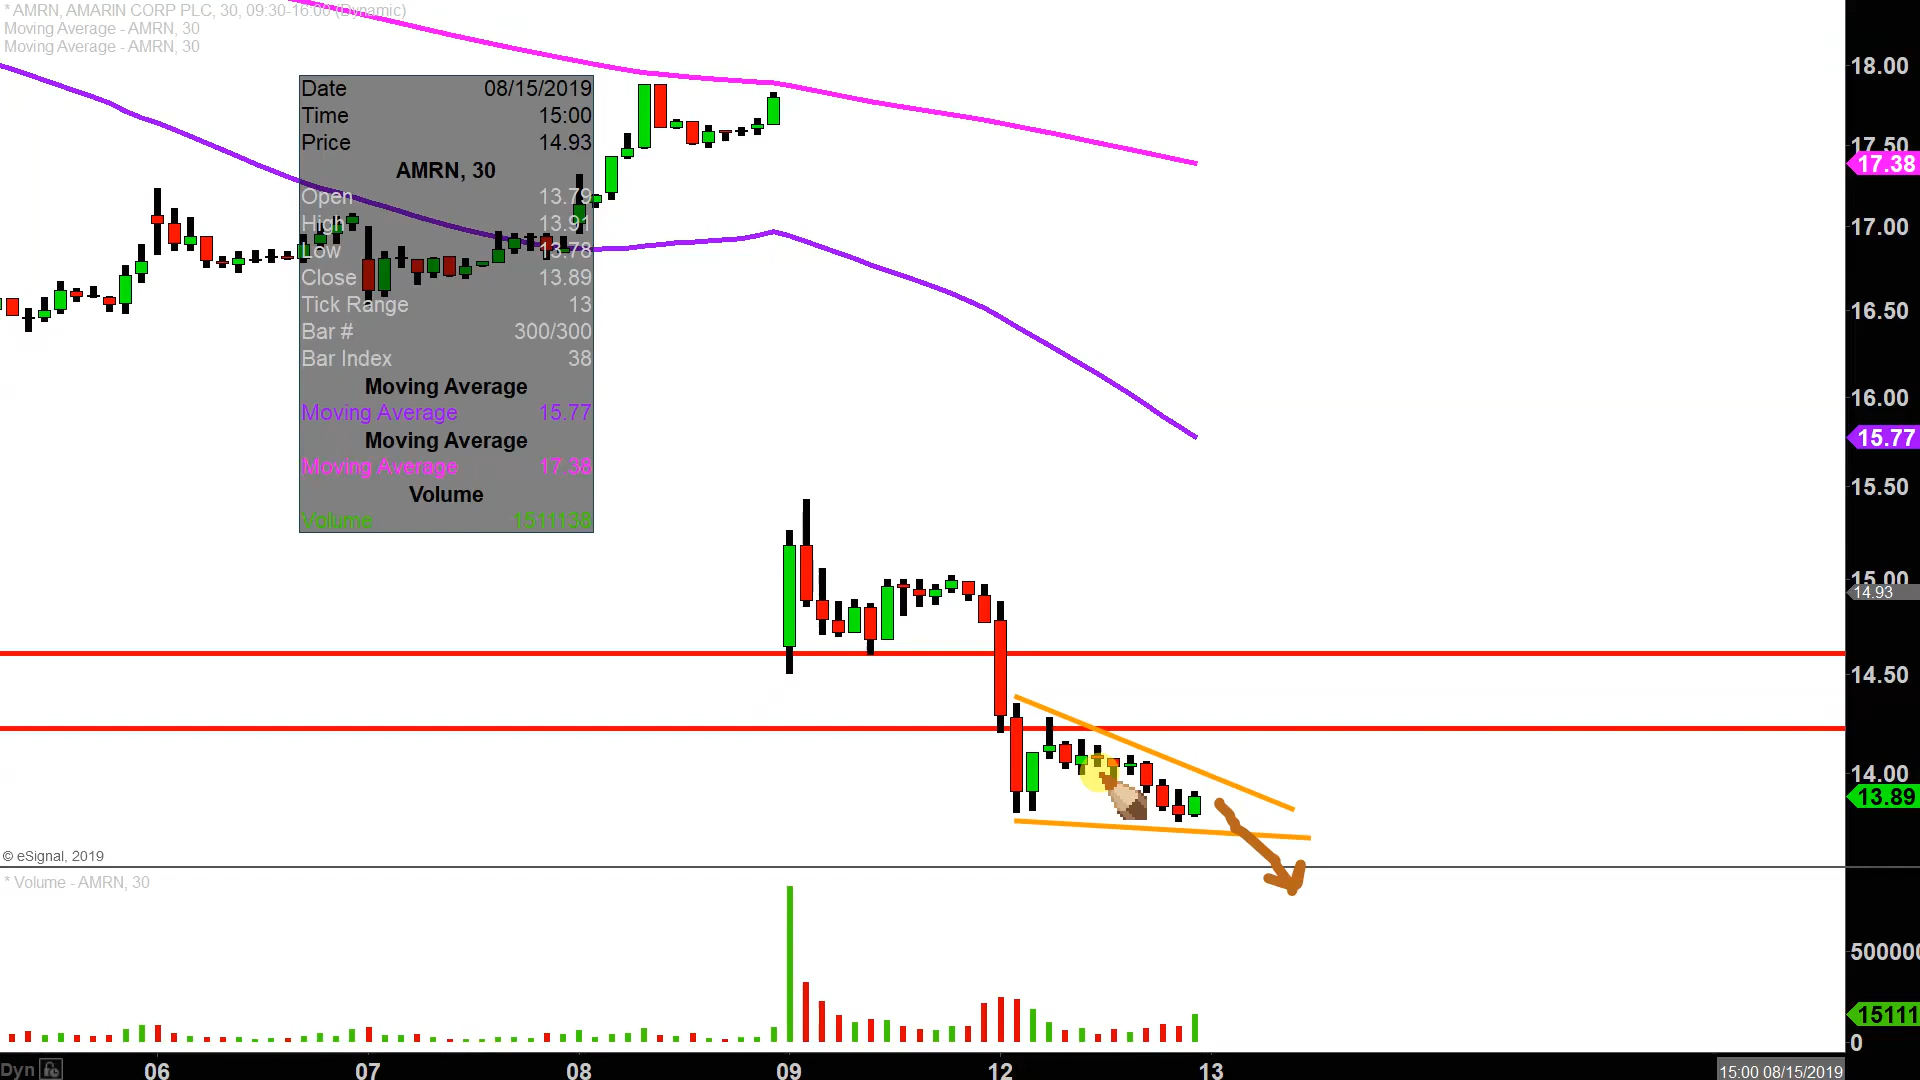 * AMRN, AMARIN CORP PLC, 30, 09:30-16:00 (Dynamic)
Moving Average - AMRN, 30
Moving Average - AMRN, 30
Date 08/15/2019
Time 15:00
Price 14.93
AMRN, 30
Open 13.79
High 13.91
Low 13.78
Close 13.89
Tick Range 13
Bar # 300/300
Bar Index 38
Moving Average
Moving Average 15.77
Moving Average
Moving Average 17.38
Volume
Volume 1511138
18.00
17.50
17.38
17.00
16.50
16.00
15.77
15.50
15.00
14.93
14.50
14.00
13.89
© eSignal, 2019
* Volume - AMRN, 30
500000
15111
0
Dyn
06 07 08 09 12 13
15:00 08/15/2019